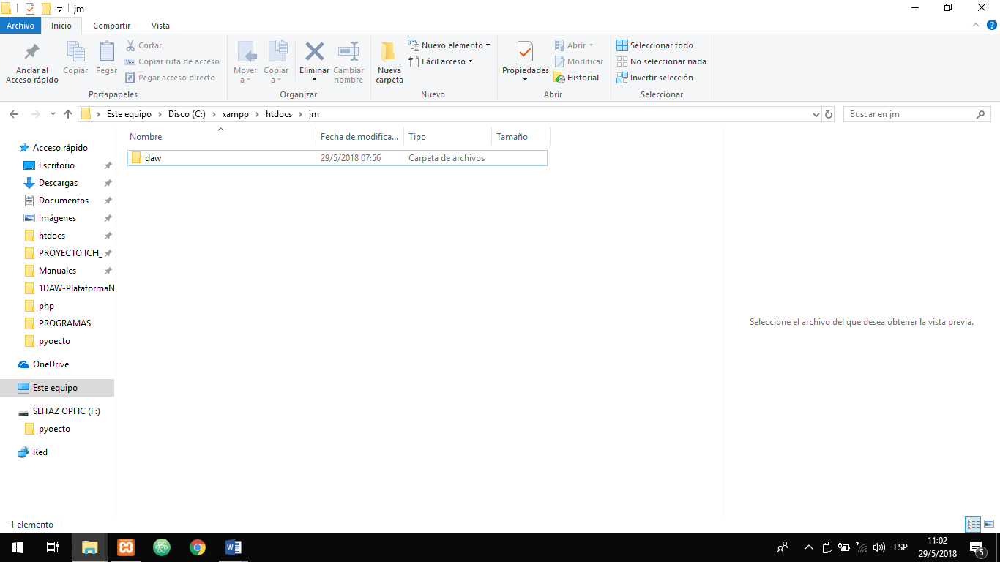 jm
Archivo Inicio Compartir Vista
Anclar al Acceso rápido
Copiar
Pegar
Cortar
Copiar ruta de acceso
Pegar acceso directo
Portapapeles
Mover a
Copiar a
Eliminar
Cambiar nombre
Organizar
Nueva carpeta
Nuevo elemento
Fácil acceso
Nuevo
Propiedades
Abrir
Modificar
Historial
Abrir
Seleccionar todo
No seleccionar nada
Invertir selección
Seleccionar
Este equipo Disco (C:) xampp htdocs jm
Buscar en jm
Nombre Fecha de modifica... Tipo Tamaño
daw 29/5/2018 07:56 Carpeta de archivos
Acceso rápido
Escritorio
Descargas
Documentos
Imágenes
htdocs
PROYECTO ICH_
Manuales
1DAW-PlataformaN
php
PROGRAMAS
pyoecto
OneDrive
Este equipo
SLITAZ OPHC (F:)
pyoecto
Red
Seleccione el archivo del que desea obtener la vista previa.
1 elemento
ESP
11:02
29/5/2018
5